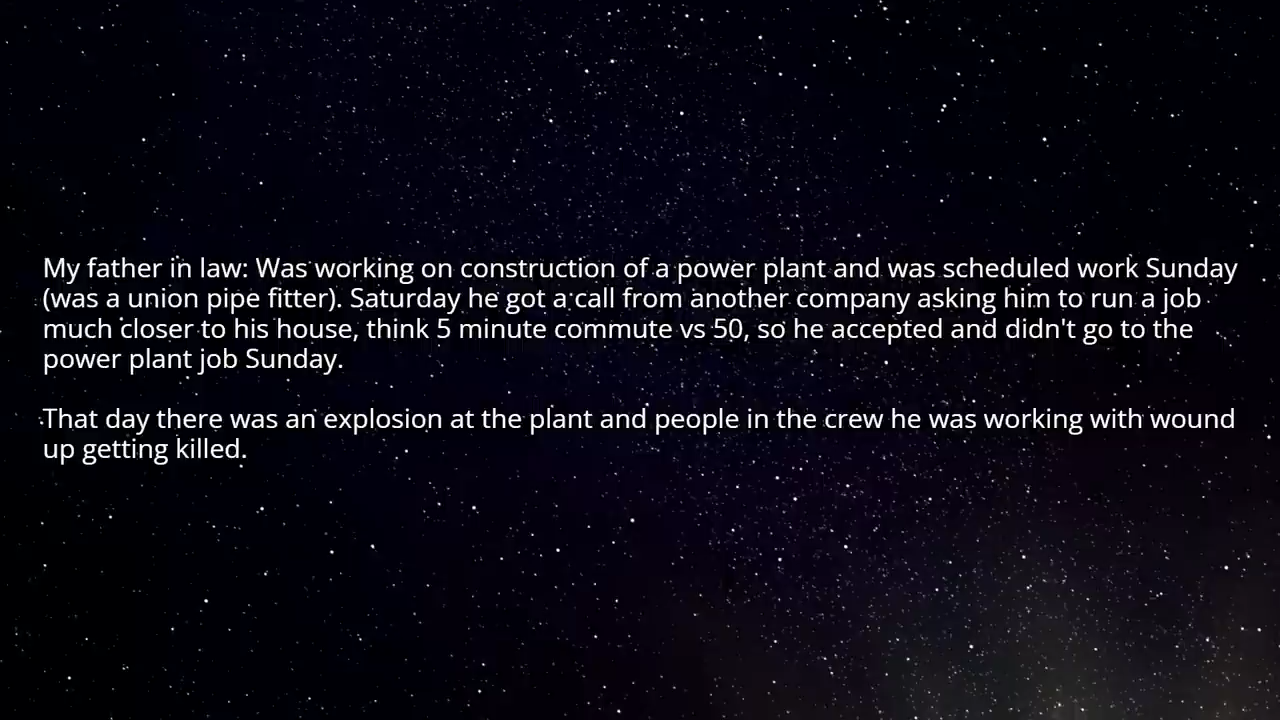 My father in law: Was working on construction of a power plant and was scheduled work Sunday
(was a union pipe fitter). Saturday he got a call from another company asking him to run a job
much closer to his house, think 5 minute commute vs 50, so he accepted and didn't go to the
power plant job Sunday.
That day there was an explosion at the plant and people in the crew he was working with wound
up getting killed.